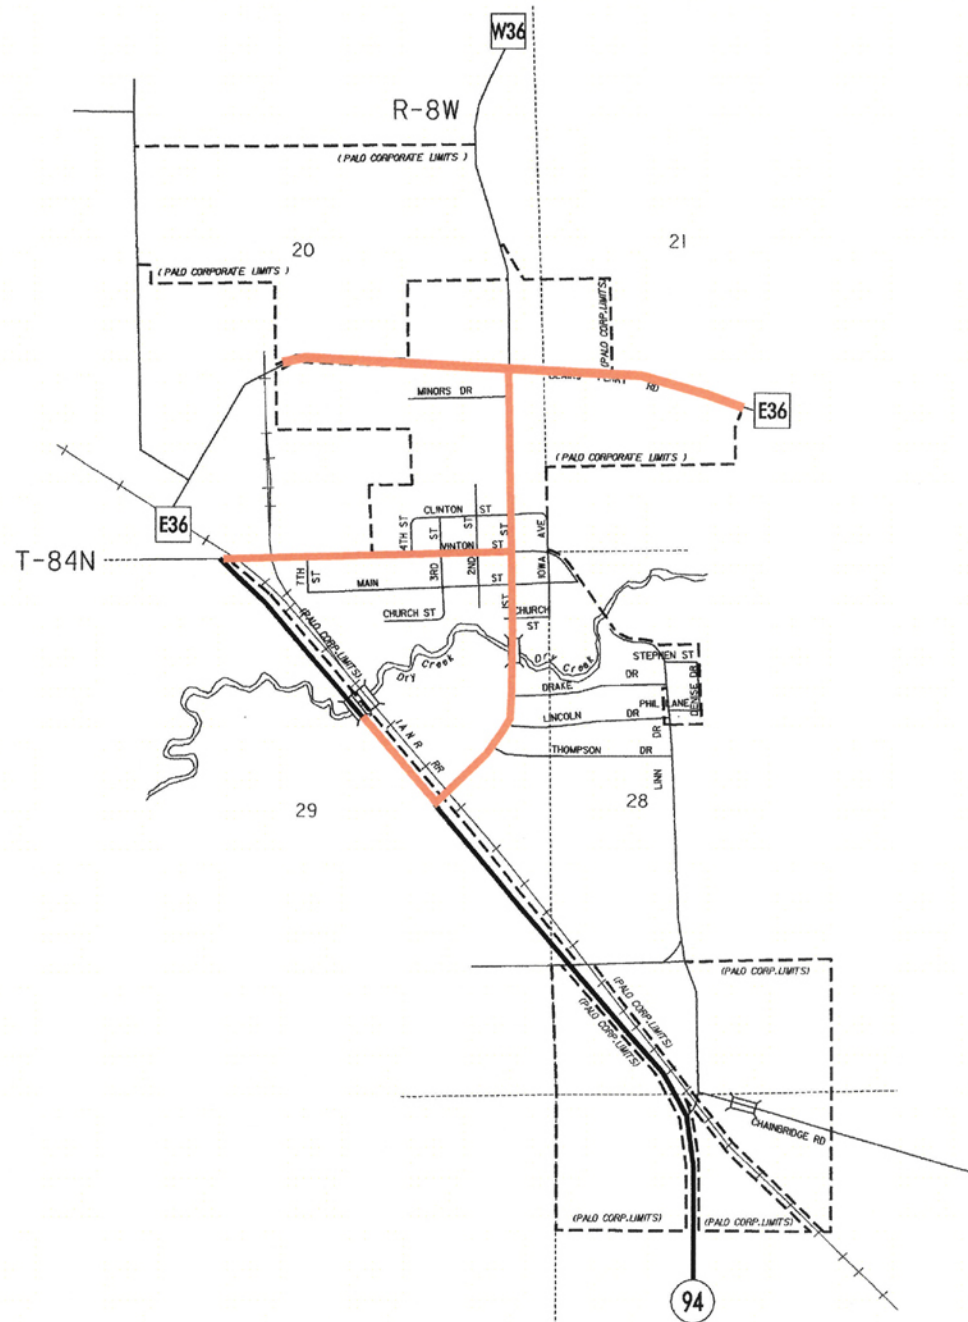 W36
R-8W
( PALO CORPORATE LIMITS )
20
21
( PALO CORPORATE LIMITS )
(PALO CORP.LIMITS)
RD
MINORS DR
E36
( PALO CORPORATE LIMITS )
CLINTON ST
4TH ST
3RD ST
2ND ST
1ST ST
IOWA AVE
E36
VINTON ST
T-84N
7TH ST
MAIN ST
CHURCH ST
CHURCH ST
(PALO CORP.LIMITS)
Dry Creek
Dry Creek
STEPHEN ST
DRAKE DR
DENISE DR
PHIL LANE
LINCOLN DR
IANR RR
THOMPSON DR
LINN DR
29
28
(PALO CORP.LIMITS)
(PALO CORP.LIMITS)
(PALO CORP.LIMITS)
CHAINBRIDGE RD
(PALO CORP.LIMITS)
(PALO CORP.LIMITS)
94